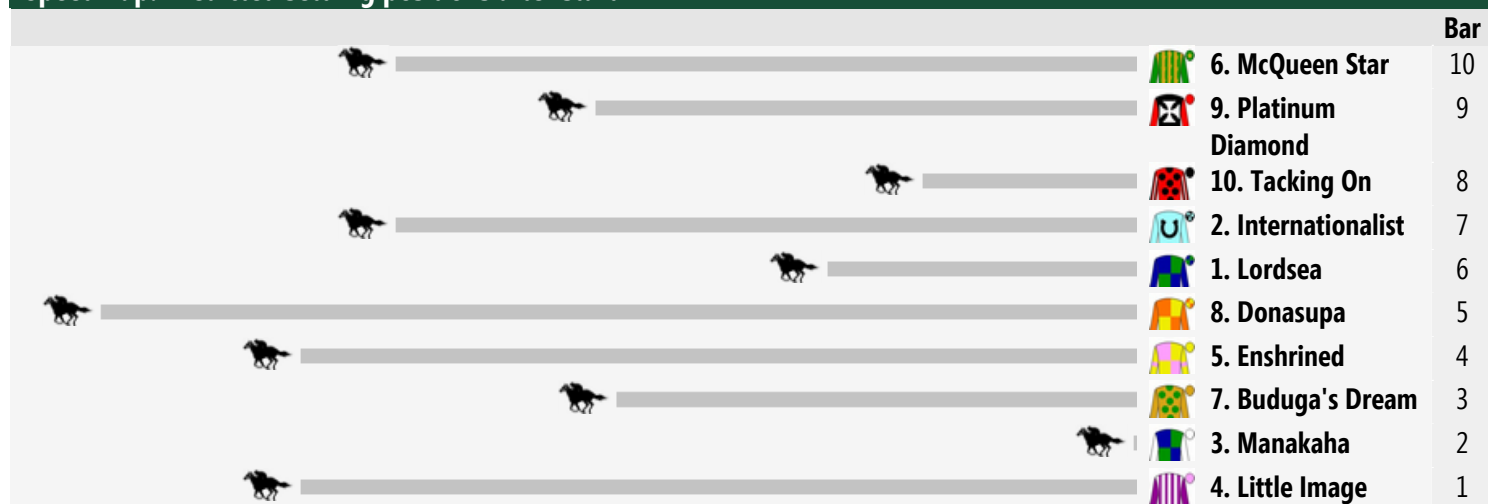 Bar
6. McQueen Star 10
9. Platinum 9
Diamond
10. Tacking On 8
2. Internationalist 7
1. Lordsea 6
8. Donasupa 5
5. Enshrined 4
7. Buduga's Dream 3
3. Manakaha 2
4. Little Image 1